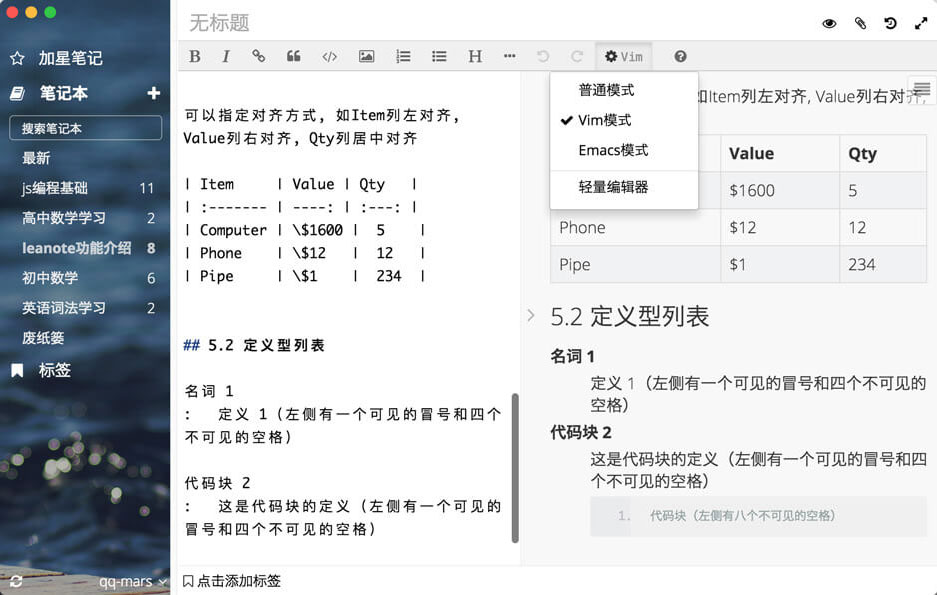 加星笔记
笔记本
搜索笔记本
最新
js编程基础 11
高中数学学习 2
leanote功能介绍 8
初中数学 6
英语词法学习 2
废纸篓
标签
qq-mars
无标题
B I </> H Vim
普通模式
Vim模式
Emacs模式
轻量编辑器
可以指定对齐方式, 如Item列左对齐,
Value列右对齐, Qty列居中对齐
| Item | Value | Qty |
| :------- | ----: | :---: |
| Computer | \$1600 | 5 |
| Phone | \$12 | 12 |
| Pipe | \$1 | 234 |
## 5.2 定义型列表
名词 1
: 定义 1（左侧有一个可见的冒号和四个
不可见的空格）
代码块 2
: 这是代码块的定义（左侧有一个可见的
冒号和四个不可见的空格）
如Item列左对齐, Value列右对齐,
Value Qty
$1600 5
Phone $12 12
Pipe $1 234
5.2 定义型列表
名词 1
定义 1（左侧有一个可见的冒号和四个不可见的
空格）
代码块 2
这是代码块的定义（左侧有一个可见的冒号和四
个不可见的空格）
1. 代码块（左侧有八个不可见的空格）
点击添加标签